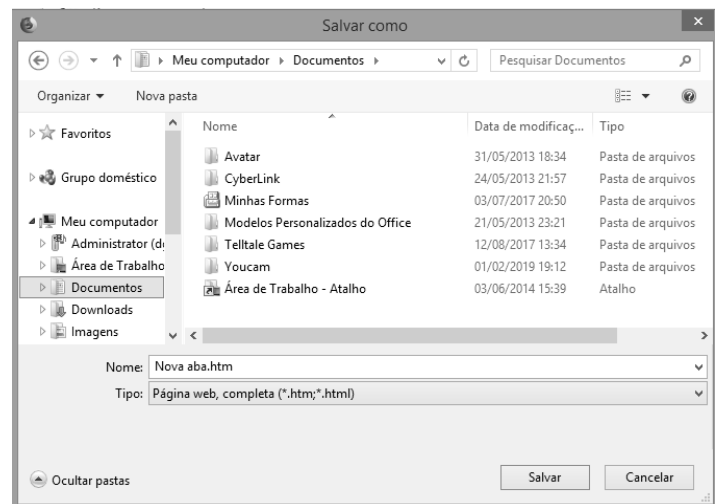 Salvar como
Meu computador Documentos
Pesquisar Documentos
Organizar Nova pasta
Favoritos
Grupo doméstico
Meu computador
Administrator (d
Área de Trabalho
Documentos
Downloads
Imagens
Nome Data de modificaç... Tipo
Avatar 31/05/2013 18:34 Pasta de arquivos
CyberLink 24/05/2013 21:57 Pasta de arquivos
Minhas Formas 03/07/2017 20:50 Pasta de arquivos
Modelos Personalizados do Office 21/05/2013 23:21 Pasta de arquivos
Telltale Games 12/08/2017 13:34 Pasta de arquivos
Youcam 01/02/2019 19:12 Pasta de arquivos
Área de Trabalho - Atalho 03/06/2014 15:39 Atalho
Nome: Nova aba.htm
Tipo: Página web, completa (*.htm;*.html)
Ocultar pastas
Salvar Cancelar